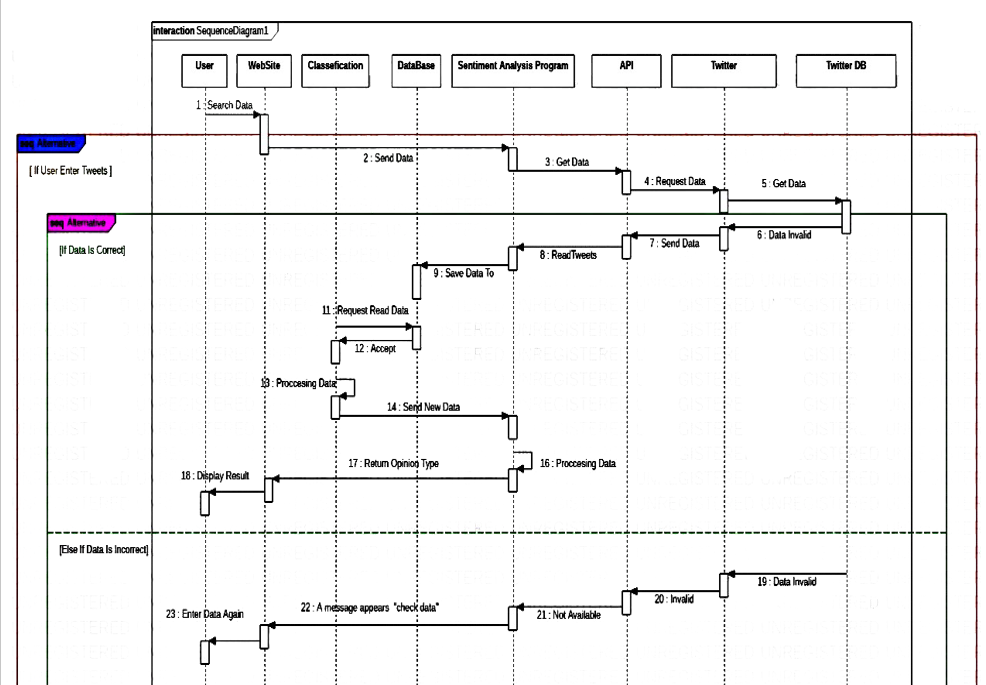 interaction SequenceDiagram1
User
WebSite
Classefication
DataBase
Sentiment Analysis Program
API
Twitter
Twitter DB
1 : Search Data
seq Alternative
[ If User Enter Tweets ]
2 : Send Data
3 : Get Data
4 : Request Data
5 : Get Data
seq Alternative
[If Data Is Correct]
6 : Data Invalid
7 : Send Data
8 : ReadTweets
9 : Save Data To
11 : Request Read Data
12 : Accept
13 : Proccesing Data
14 : Send New Data
16 : Proccesing Data
17 : Return Opinion Type
18 : Display Result
[Else If Data Is Incorrect]
19 : Data Invalid
20 : Invalid
21 : Not Available
22 : A message appears "check data"
23 : Enter Data Again